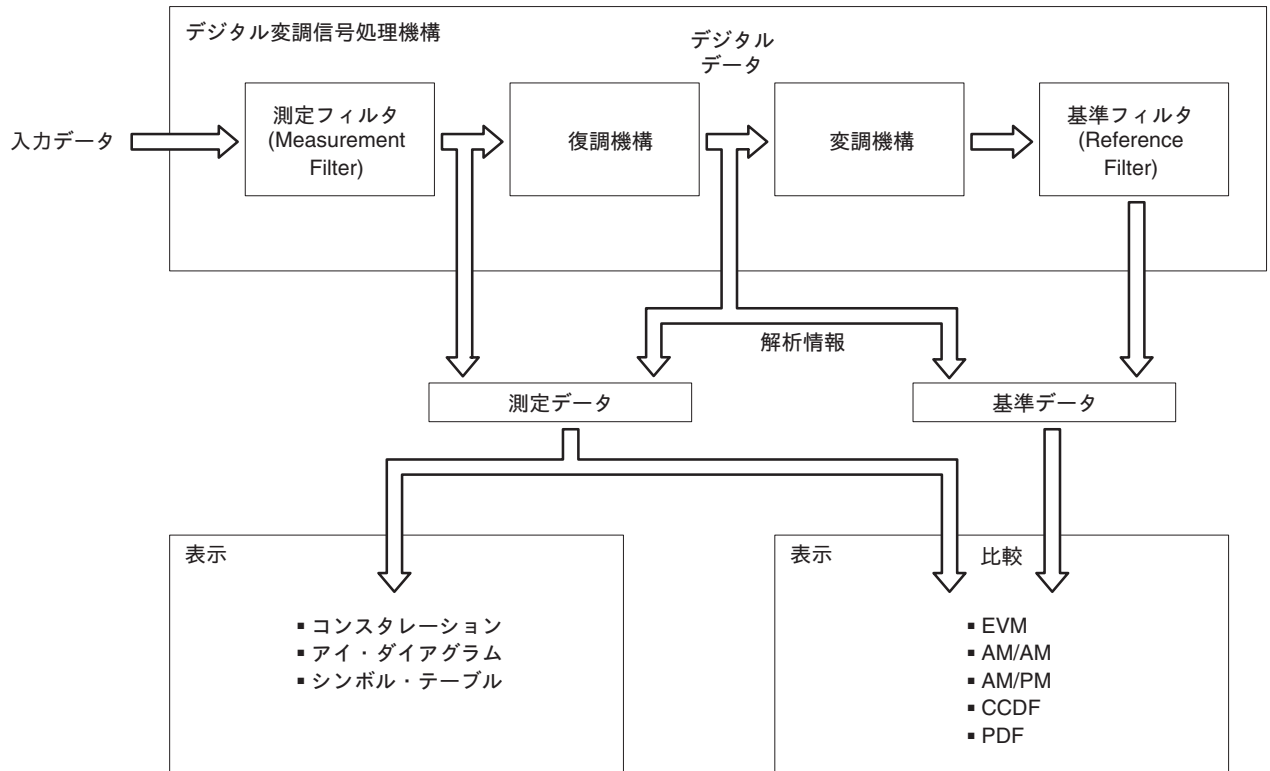 デジタル変調信号処理機構
デジタル
データ
入力データ
測定フィルタ
(Measurement
Filter)
復調機構
変調機構
基準フィルタ
(Reference
Filter)
解析情報
測定データ
基準データ
表示
▪ コンスタレーション
▪ アイ・ダイアグラム
▪ シンボル・テーブル
表示
比較
▪ EVM
▪ AM/AM
▪ AM/PM
▪ CCDF
▪ PDF